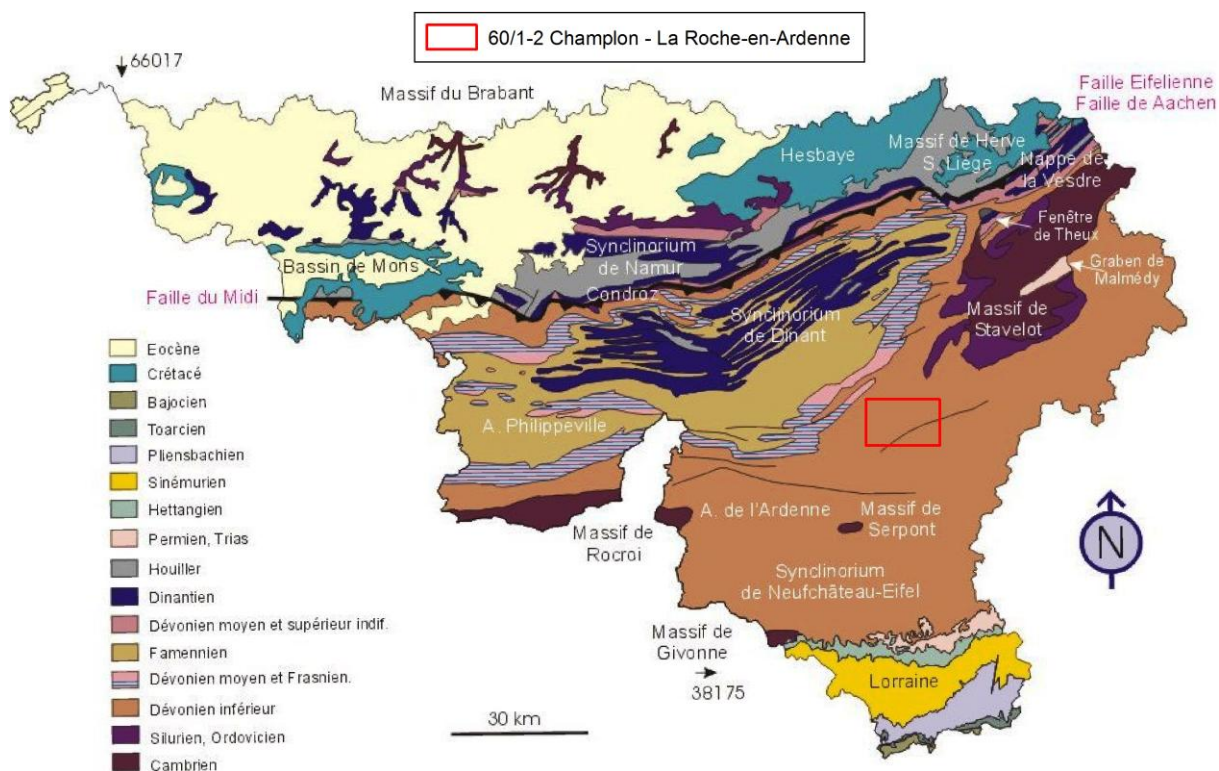 60/1-2 Champlon - La Roche-en-Ardenne
66017
Massif du Brabant
Faille Eifelienne
Faille de Aachen
Hesbaye
Massif de Herve
S. Liège
Nappe de
la Vesdre
Fenêtre
de Theux
Graben de
Malmédy
Synclinorium
de Namur
Bassin de Mons
Condroz
Faille du Midi
Synclinorium
de Dinant
Massif de
Stavelot
A. Philippeville
A. de l'Ardenne
Massif de
Serpont
Massif de
Rocroi
N
Synclinorium
de Neufchâteau-Eifel
Massif de
Givonne
38175
Lorraine
30 km
Eocène
Crétacé
Bajocien
Toarcien
Pliensbachien
Sinémurien
Hettangien
Permien, Trias
Houiller
Dinantien
Dévonien moyen et supérieur indif.
Famennien
Dévonien moyen et Frasnien.
Dévonien inférieur
Silurien, Ordovicien
Cambrien